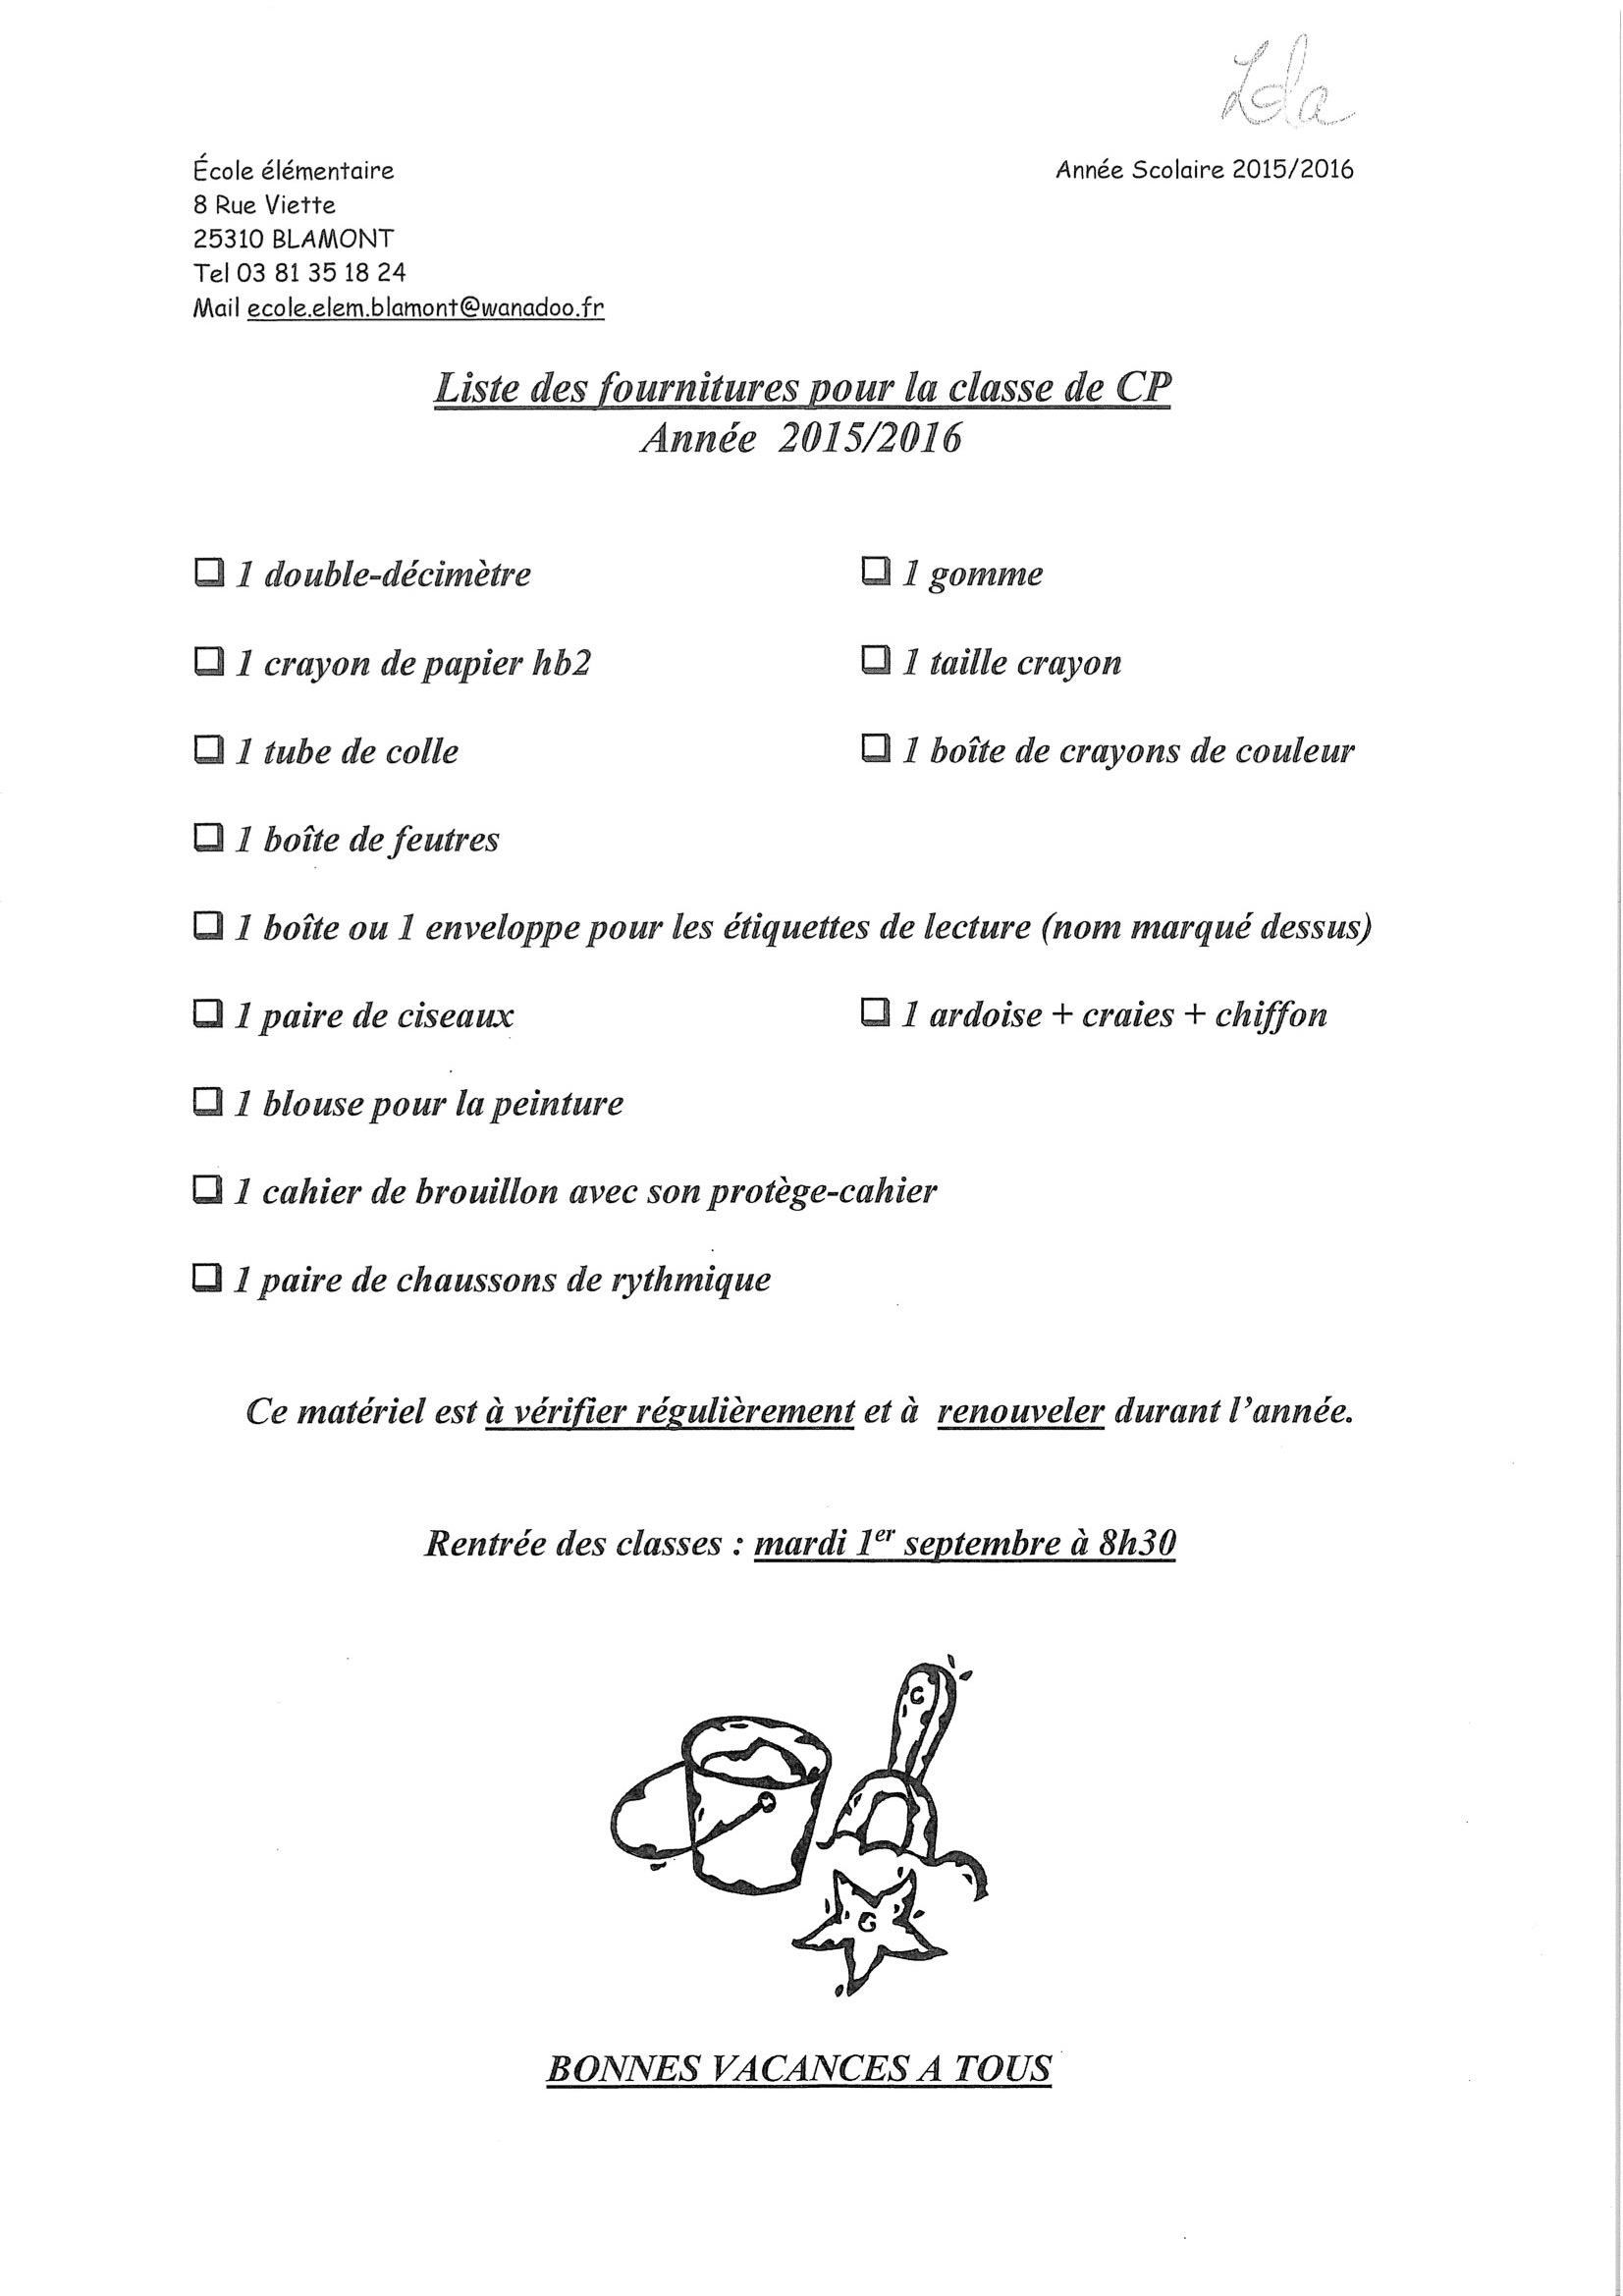 École élémentaire
Année Scolaire 2015/2016
8 Rue Viette
25310 BLAMONT
Tel 03 81 35 18 24
Mail ecole.elem.blamont@wanadoo.fr
Liste des fournitures pour la classe de CP
Année 2015/2016
❑ 1 double-décimètre
❑ 1 gomme
❑ 1 crayon de papier hb2
❑ 1 taille crayon
❑ 1 tube de colle
❑ 1 boîte de crayons de couleur
❑ 1 boîte de feutres
❑ 1 boîte ou 1 enveloppe pour les étiquettes de lecture (nom marqué dessus)
❑ 1 paire de ciseaux
❑ 1 ardoise + craies + chiffon
❑ 1 blouse pour la peinture
❑ 1 cahier de brouillon avec son protège-cahier
❑ 1 paire de chaussons de rythmique
Ce matériel est à vérifier régulièrement et à renouveler durant l'année.
Rentrée des classes : mardi 1er septembre à 8h30
BONNES VACANCES A TOUS